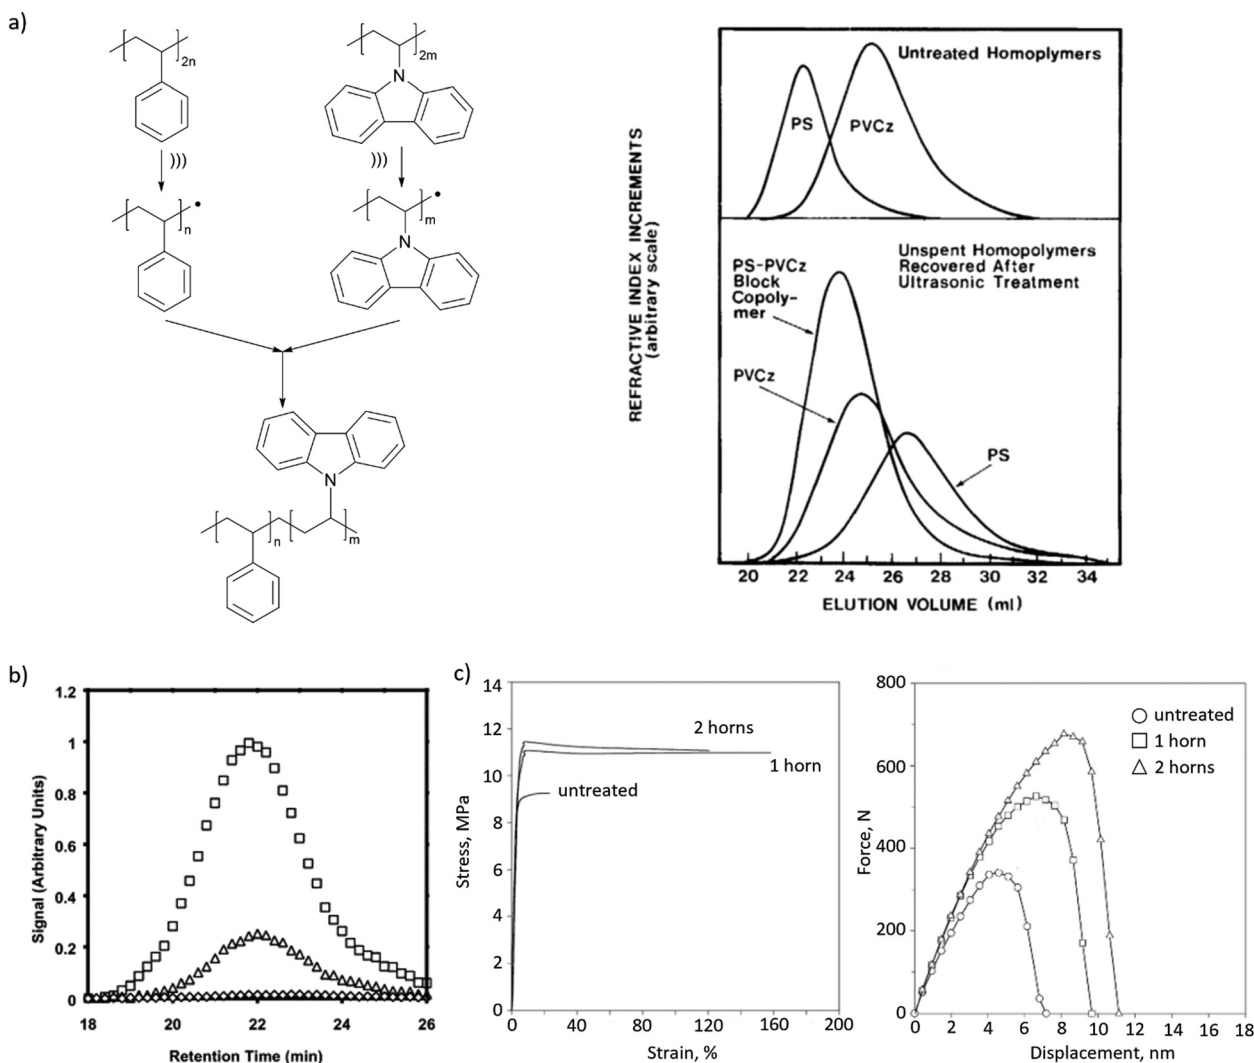 a)
2n
2m
N
)))
)))
n
m
N
N
n
m
REFRACTIVE INDEX INCREMENTS
(arbitrary scale)
Untreated Homoplymers
PS
PVCz
PS-PVCz
Block
Copoly-
mer
Unspent Homopolymers
Recovered After
Ultrasonic Treatment
PVCz
PS
20 22 24 26 28 30 32 34
ELUTION VOLUME (ml)
b)
Signal (Arbitrary Units)
1.2
1
0.8
0.6
0.4
0.2
0
18 20 22 24 26
Retention Time (min)
c)
Stress, MPa
14
12
10
8
6
4
2
0
2 horns
1 horn
untreated
0 40 80 120 160 200
Strain, %
Force, N
800
600
400
200
0
untreated
1 horn
2 horns
0 2 4 6 8 10 12 14 16 18
Displacement, nm